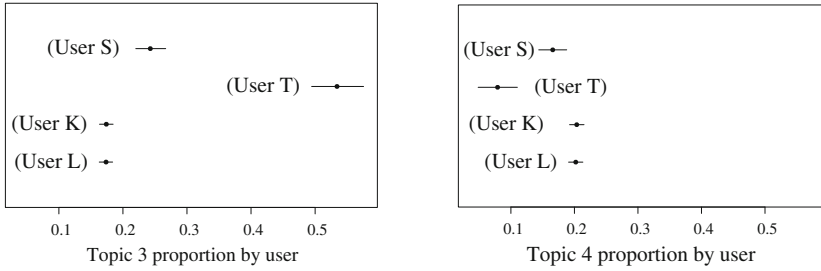 (User S)
(User T)
(User K)
(User L)
0.1 0.2 0.3 0.4 0.5
Topic 3 proportion by user
(User S)
(User T)
(User K)
(User L)
0.1 0.2 0.3 0.4 0.5
Topic 4 proportion by user